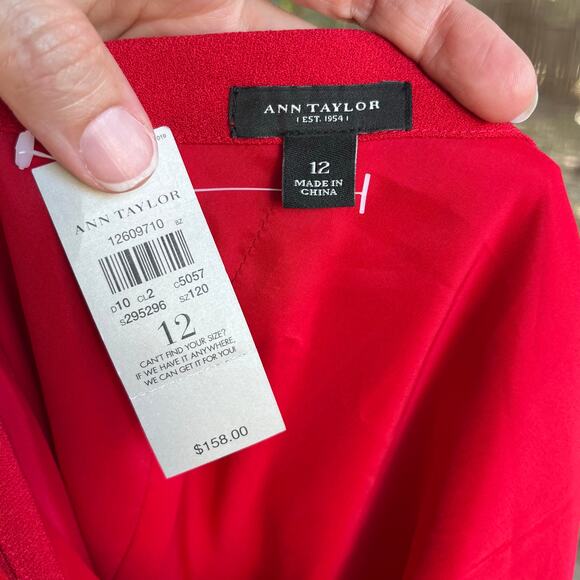 ANN TAYLOR
EST. 1954
12
MADE IN
CHINA
ANN TAYLOR
12609710 BZ
D10 CL2 C5057
S295296 SZ120
12
CAN'T FIND YOUR SIZE?
IF WE HAVE IT ANYWHERE,
WE CAN GET IT FOR YOU!
$158.00